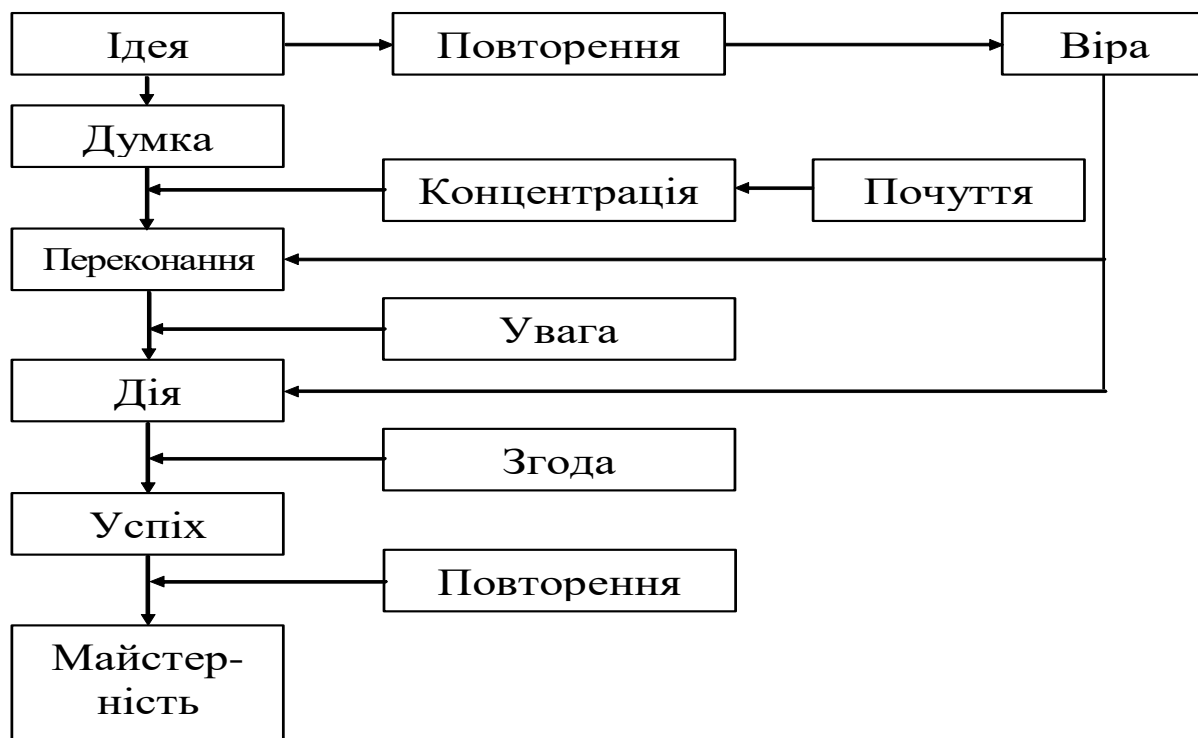 Ідея
Повторення
Віра
Думка
Концентрація
Почуття
Переконання
Увага
Дія
Згода
Успіх
Повторення
Майстер-
ність